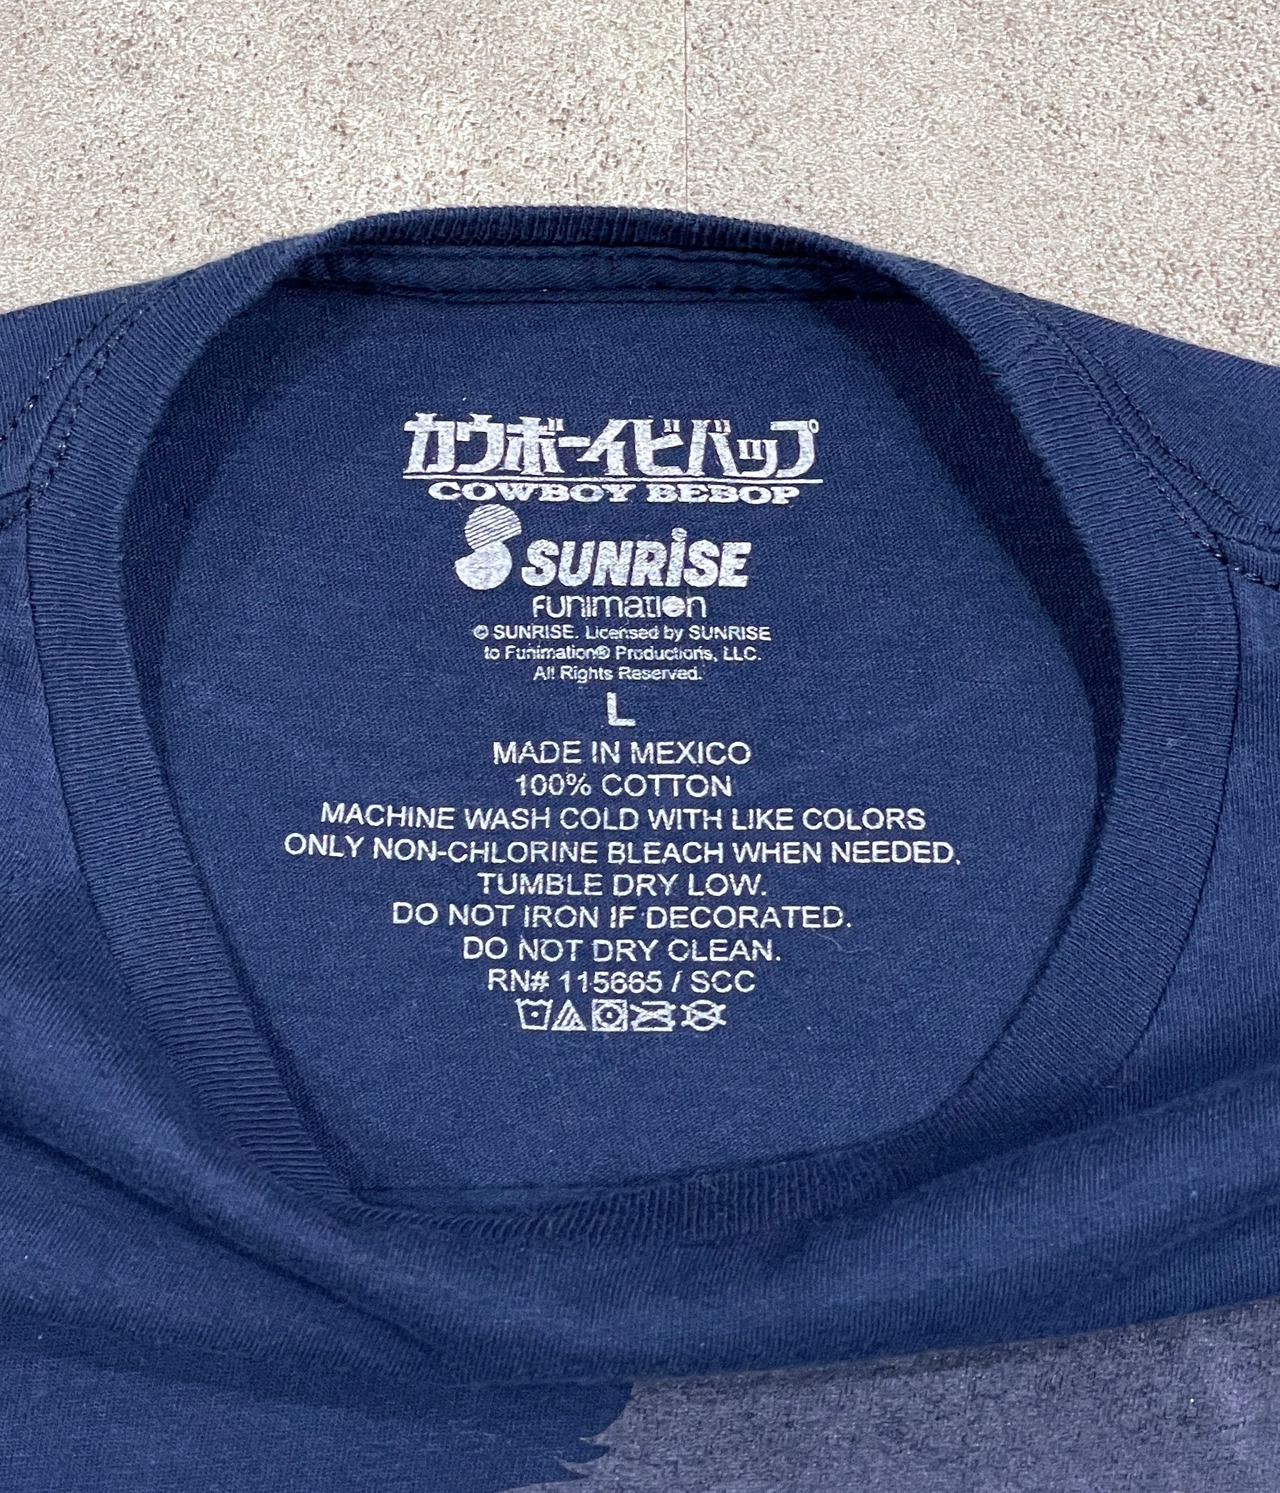 カウボーイビバップ
COWBOY BEBOP
SUNRiSE
Funimation
© SUNRISE. Licensed by SUNRISE
to Funimation® Productions, LLC.
All Rights Reserved.
L
MADE IN MEXICO
100% COTTON
MACHINE WASH COLD WITH LIKE COLORS
ONLY NON-CHLORINE BLEACH WHEN NEEDED.
TUMBLE DRY LOW.
DO NOT IRON IF DECORATED.
DO NOT DRY CLEAN.
RN# 115665 / SCC